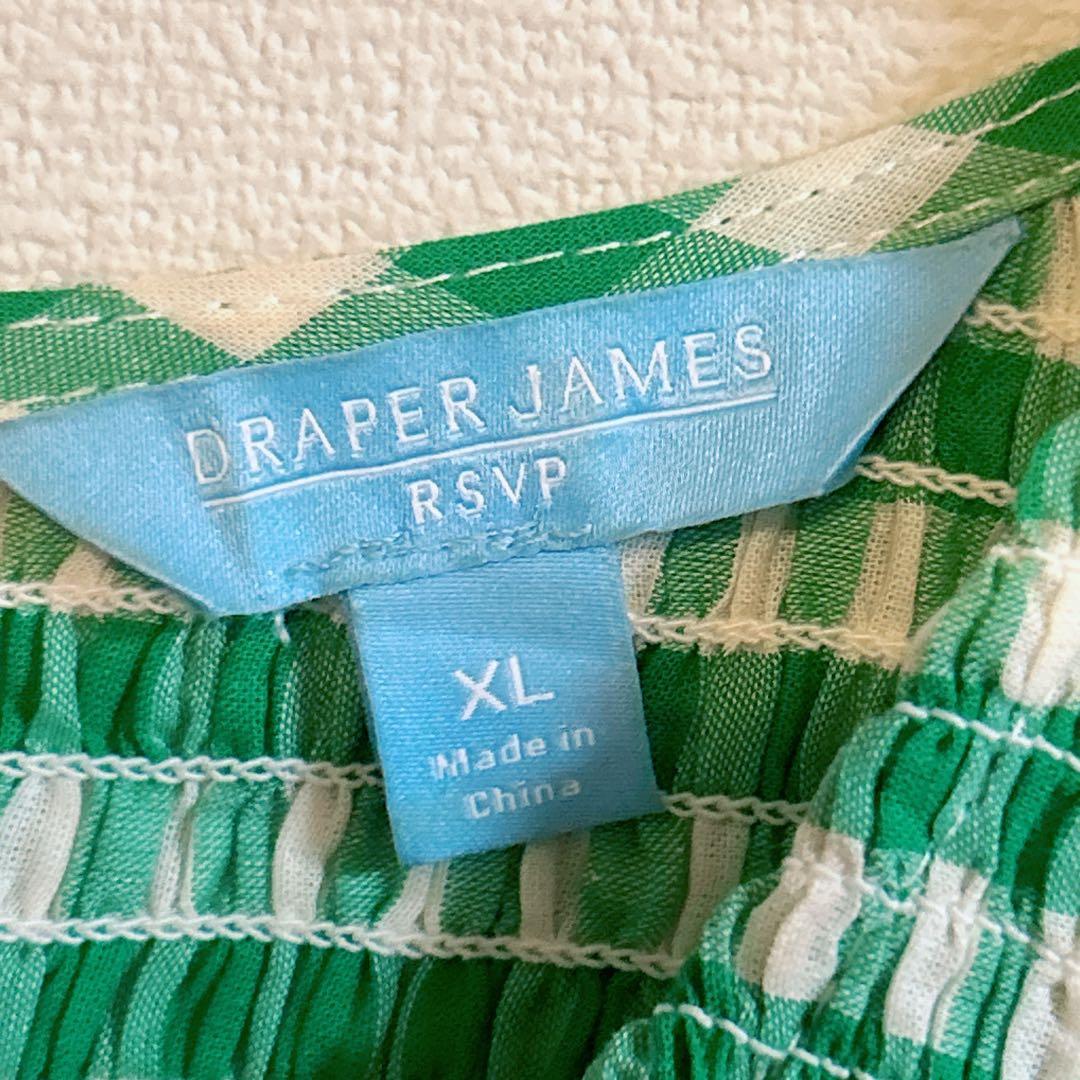 DRAPER JAMES
RSVP
XL
Made in
China